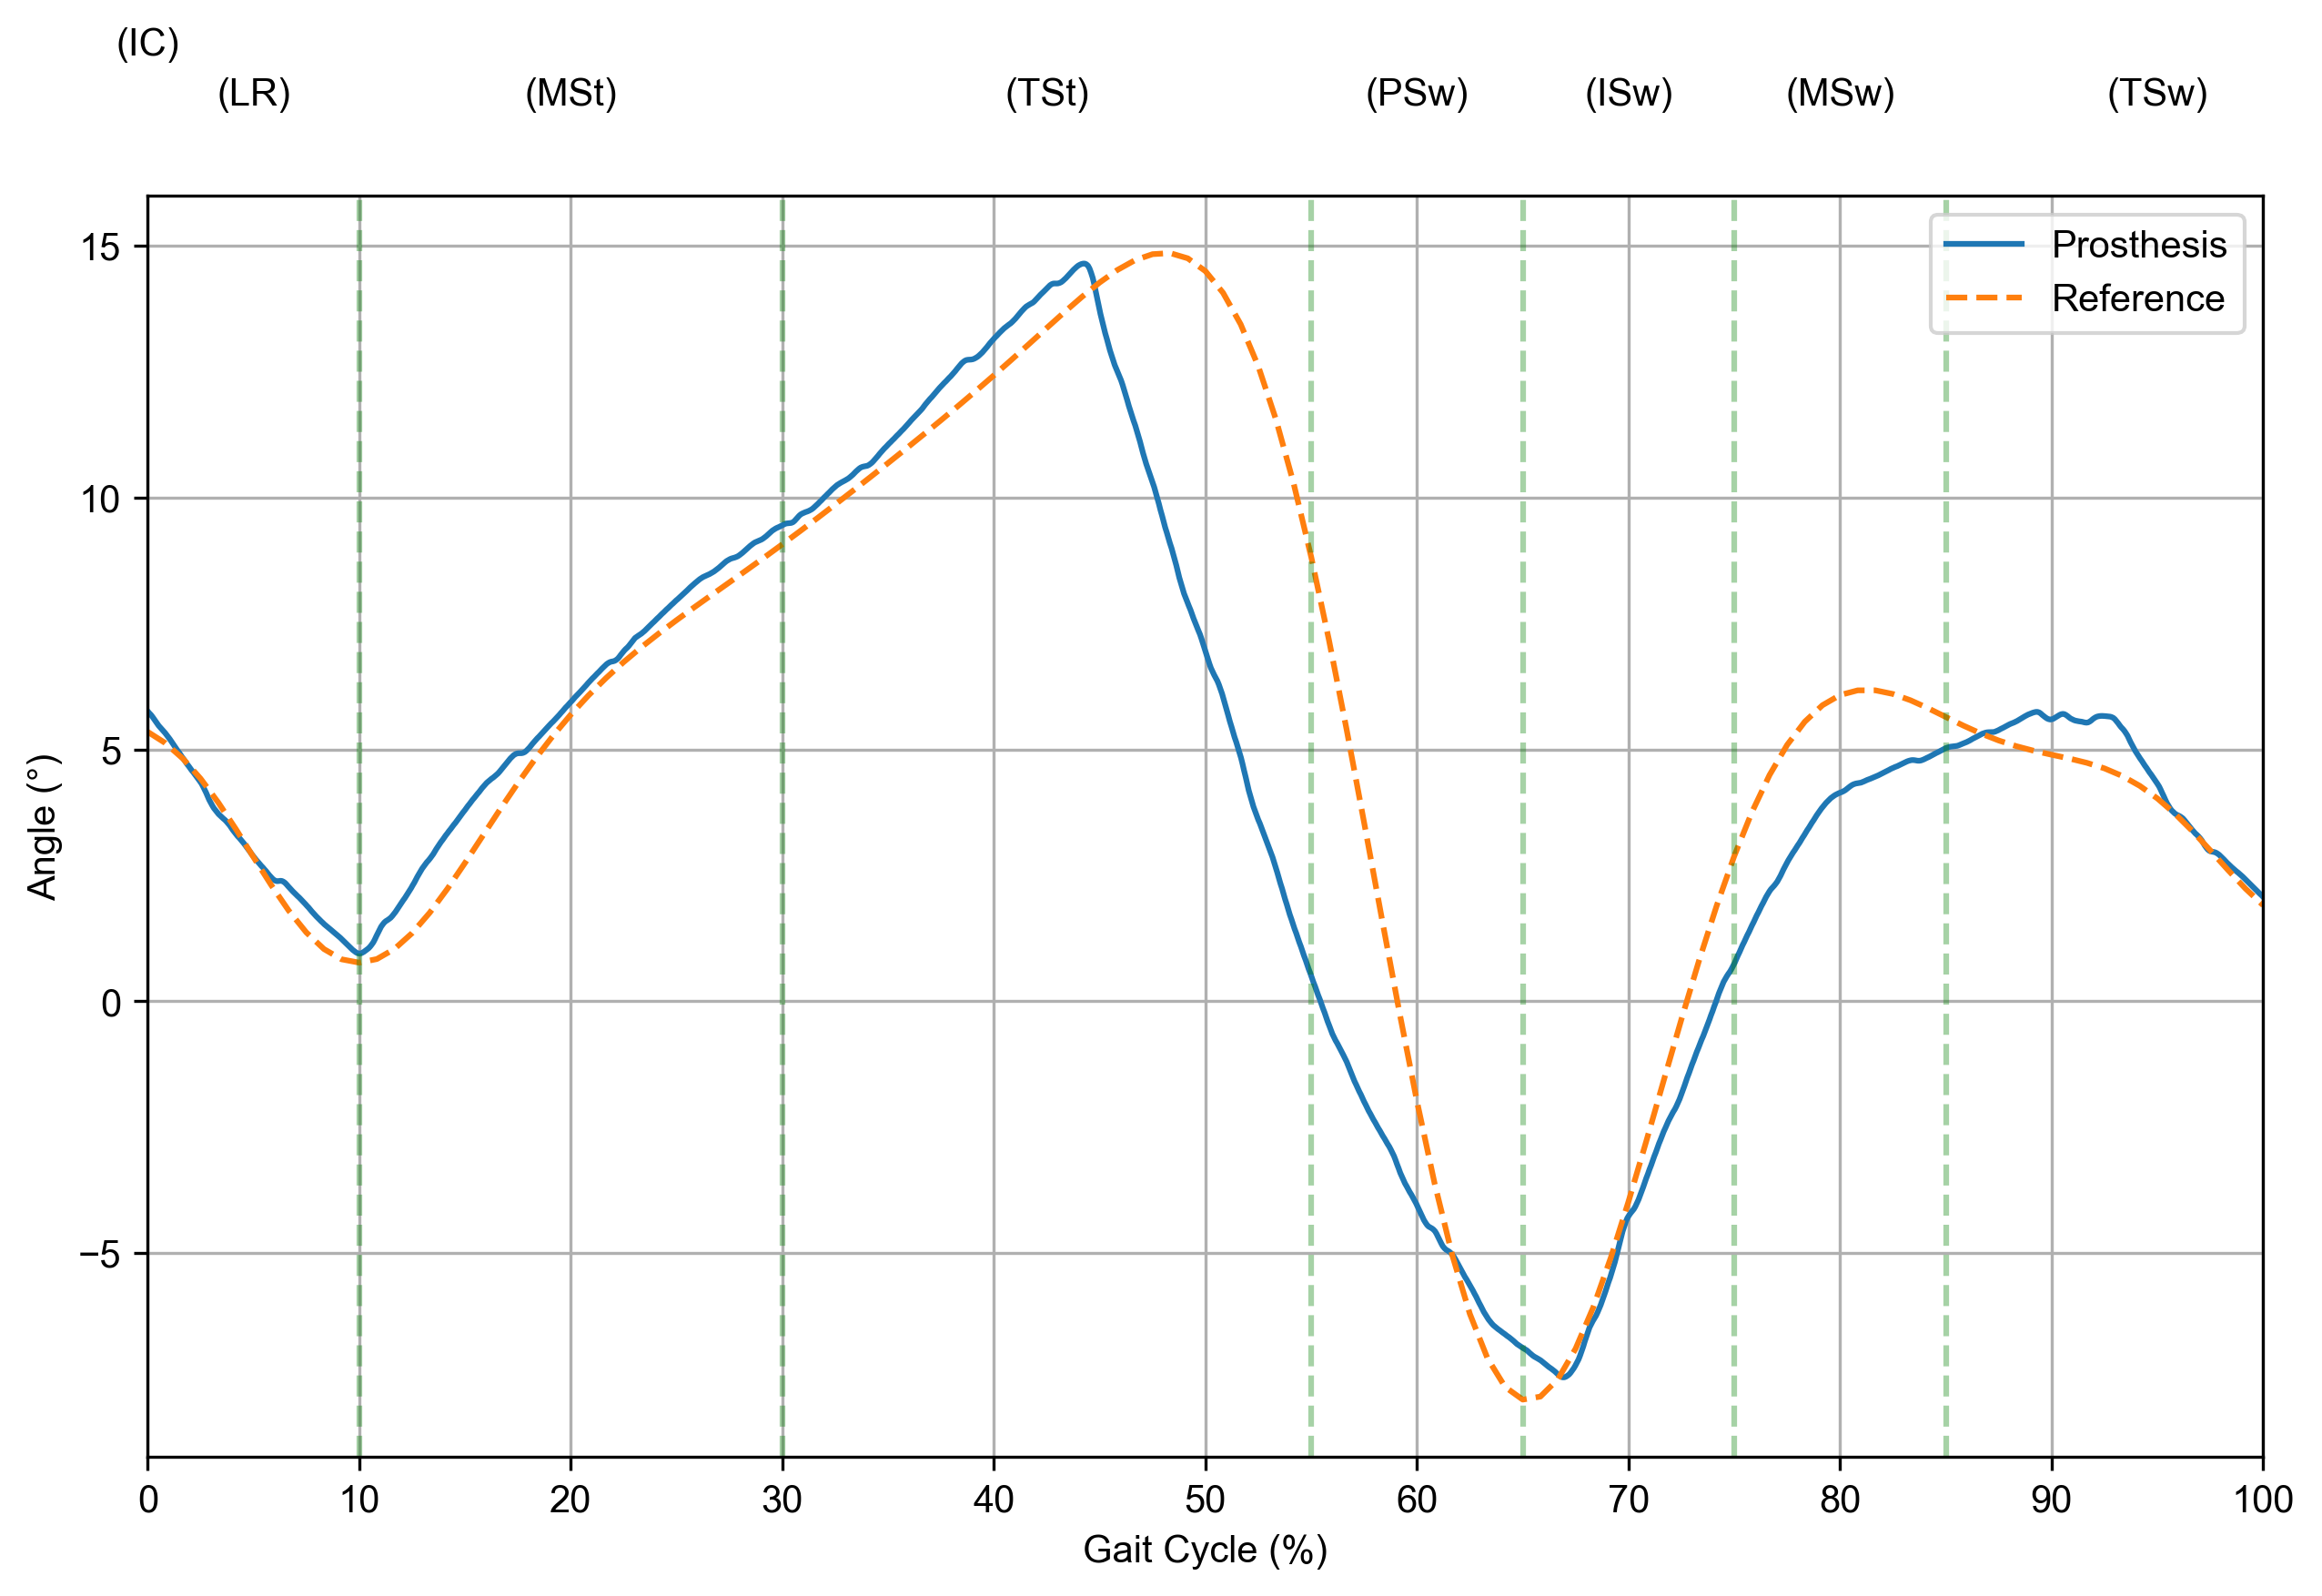 (IC)
(LR) (MSt) (TSt) (PSw) (ISw) (MSw) (TSw)
Prosthesis
Reference
15
10
5
0
−5
Angle (°)
0 10 20 30 40 50 60 70 80 90 100
Gait Cycle (%)